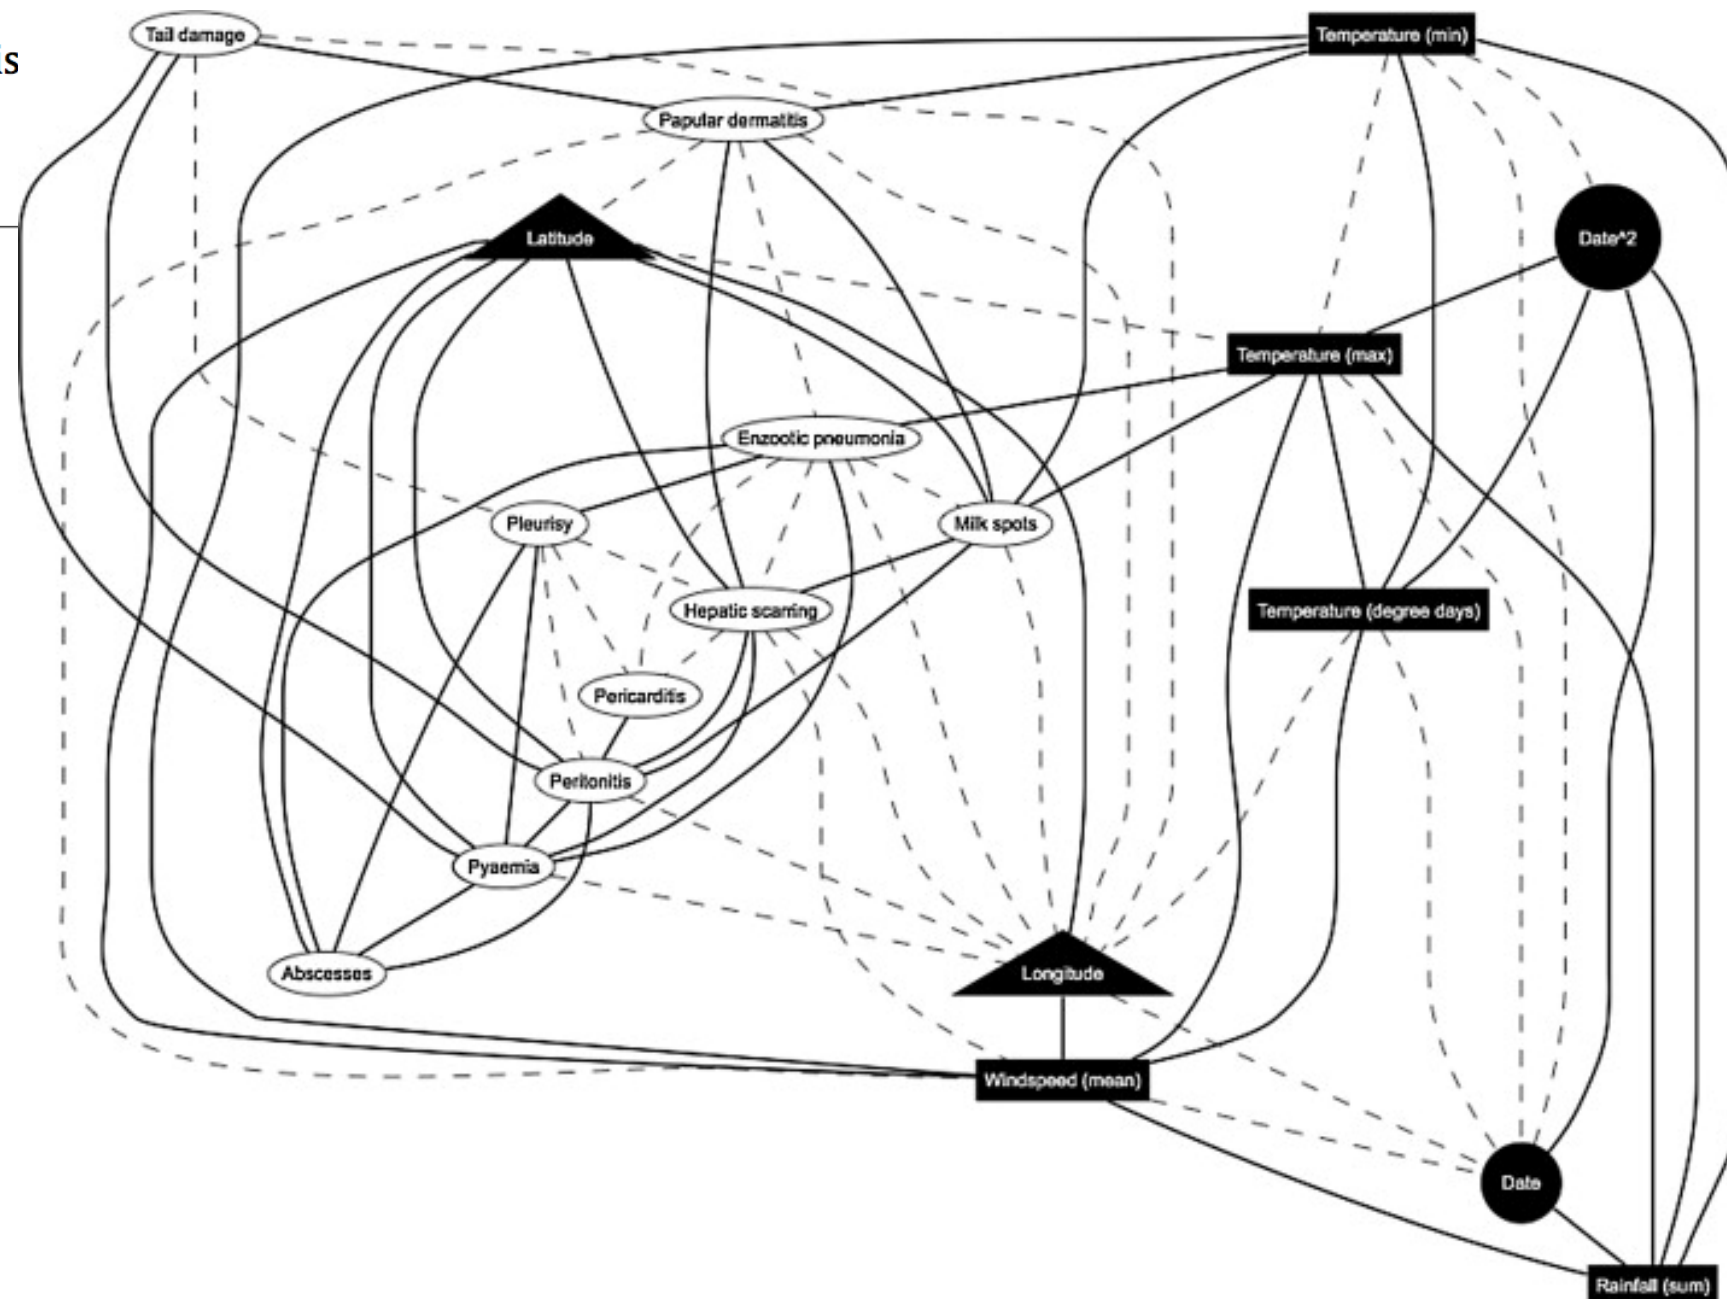 Tail damage
Temperature (min)
is
Papular dermatitis
Latitude
Date^2
Temperature (max)
Enzootic pneumonia
Pleurisy
Milk spots
Hepatic scarring
Temperature (degree days)
Pericarditis
Peritonitis
Pyaemia
Abscesses
Longitude
Windspeed (mean)
Date
Rainfall (sum)